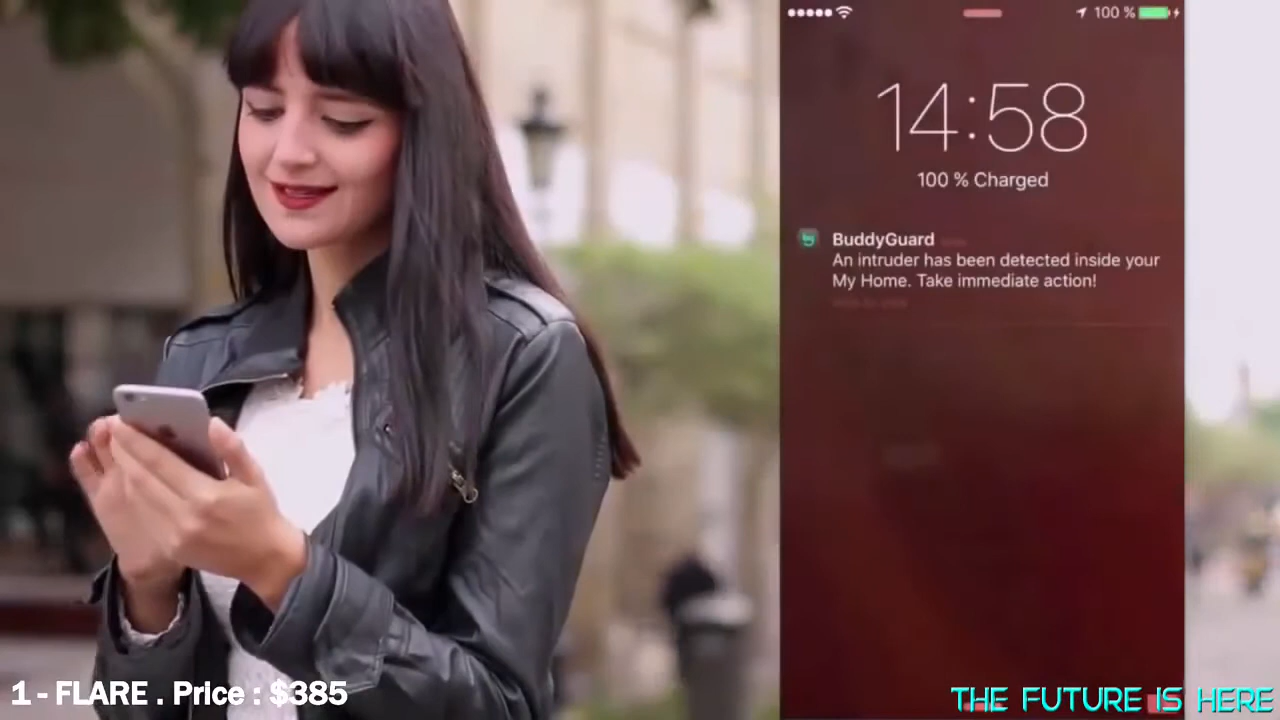 100 %
14:58
100 % Charged
BuddyGuard
An intruder has been detected inside your
My Home. Take immediate action!
1 - FLARE . Price : $385
THE FUTURE IS HERE